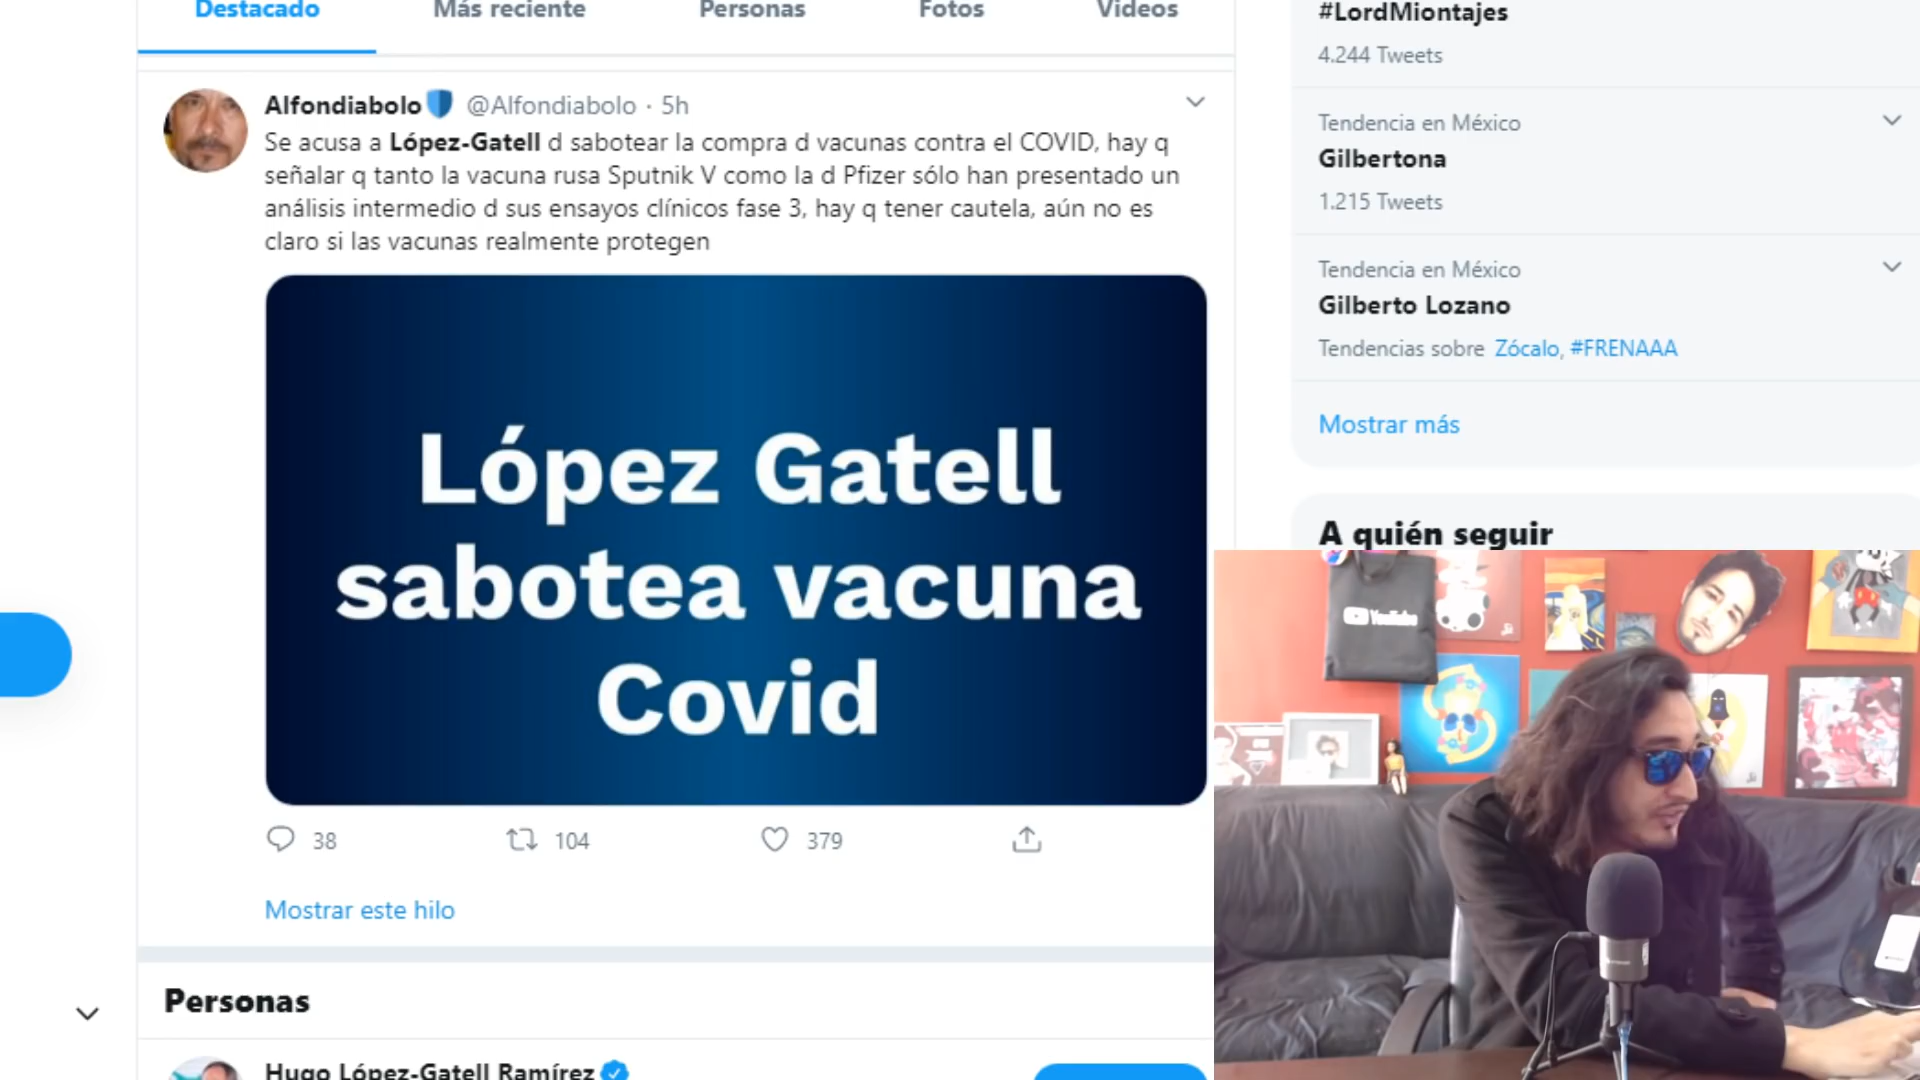 Destacado
Más reciente
Personas
Fotos
Videos
Alfondiabolo @Alfondiabolo · 5h
Se acusa a López-Gatell d sabotear la compra d vacunas contra el COVID, hay q
señalar q tanto la vacuna rusa Sputnik V como la d Pfizer sólo han presentado un
análisis intermedio d sus ensayos clínicos fase 3, hay q tener cautela, aún no es
claro si las vacunas realmente protegen
López Gatell
sabotea vacuna
Covid
38
104
379
Mostrar este hilo
Personas
Hugo López-Gatell Ramírez
#LordMiontajes
4.244 Tweets
Tendencia en México
Gilbertona
1.215 Tweets
Tendencia en México
Gilberto Lozano
Tendencias sobre Zócalo, #FRENAAA
Mostrar más
A quién seguir
YouTube